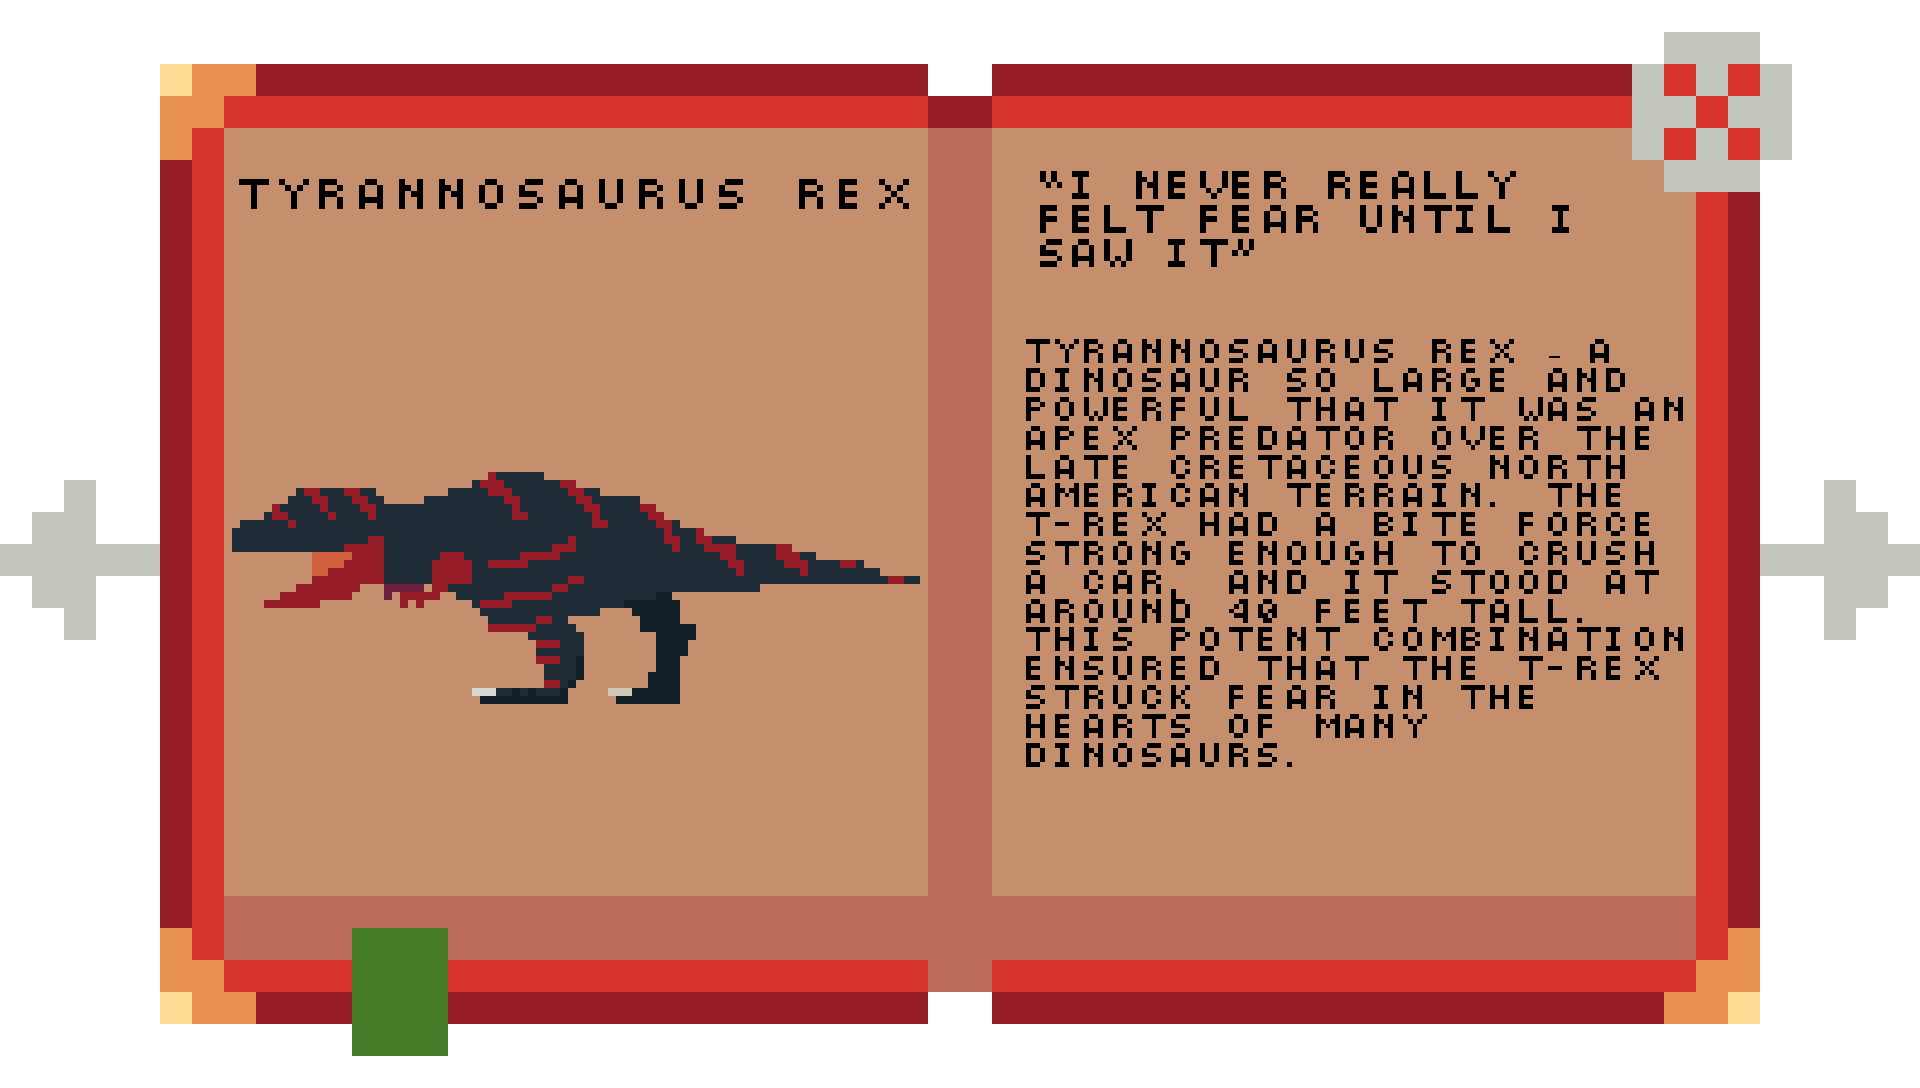 TYRANNOSAURUS REX
"I NEVER REALLY
FELT FEAR UNTIL I
SAW IT"
TYRANNOSAURUS REX - A
DINOSAUR SO LARGE AND
POWERFUL THAT IT WAS AN
APEX PREDATOR OVER THE
LATE CRETACEOUS NORTH
AMERICAN TERRAIN. THE
T-REX HAD A BITE FORCE
STRONG ENOUGH TO CRUSH
A CAR, AND IT STOOD AT
AROUND 40 FEET TALL.
THIS POTENT COMBINATION
ENSURED THAT THE T-REX
STRUCK FEAR IN THE
HEARTS OF MANY
DINOSAURS.